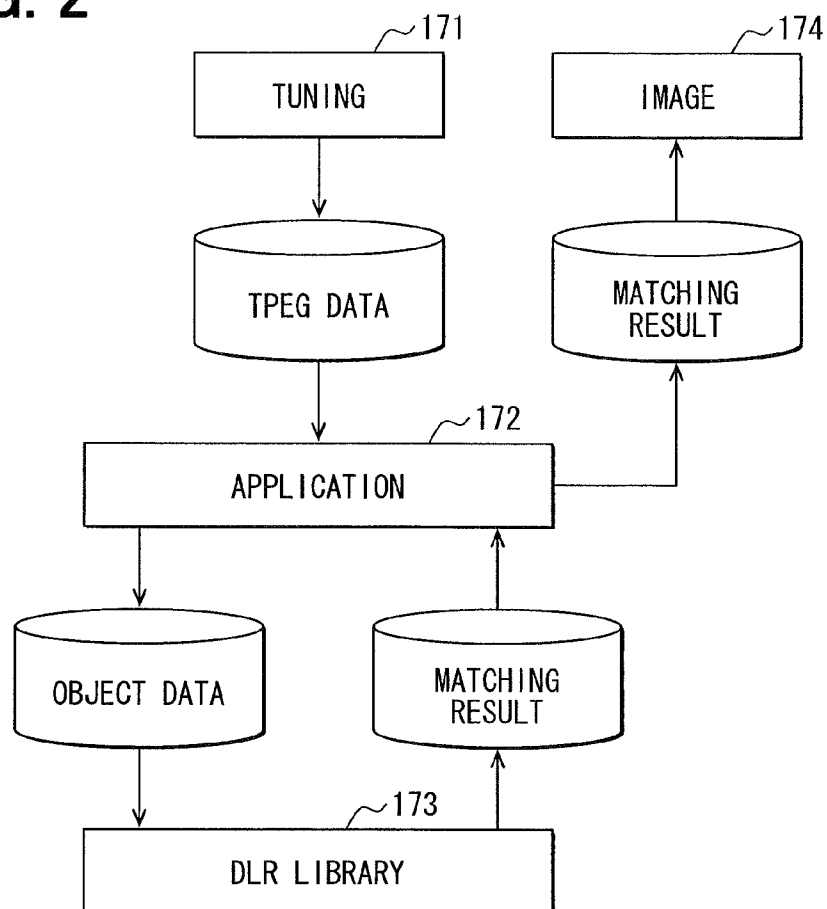 G. 2
171
174
TUNING
IMAGE
TPEG DATA
MATCHING
RESULT
172
APPLICATION
OBJECT DATA
MATCHING
RESULT
173
DLR LIBRARY